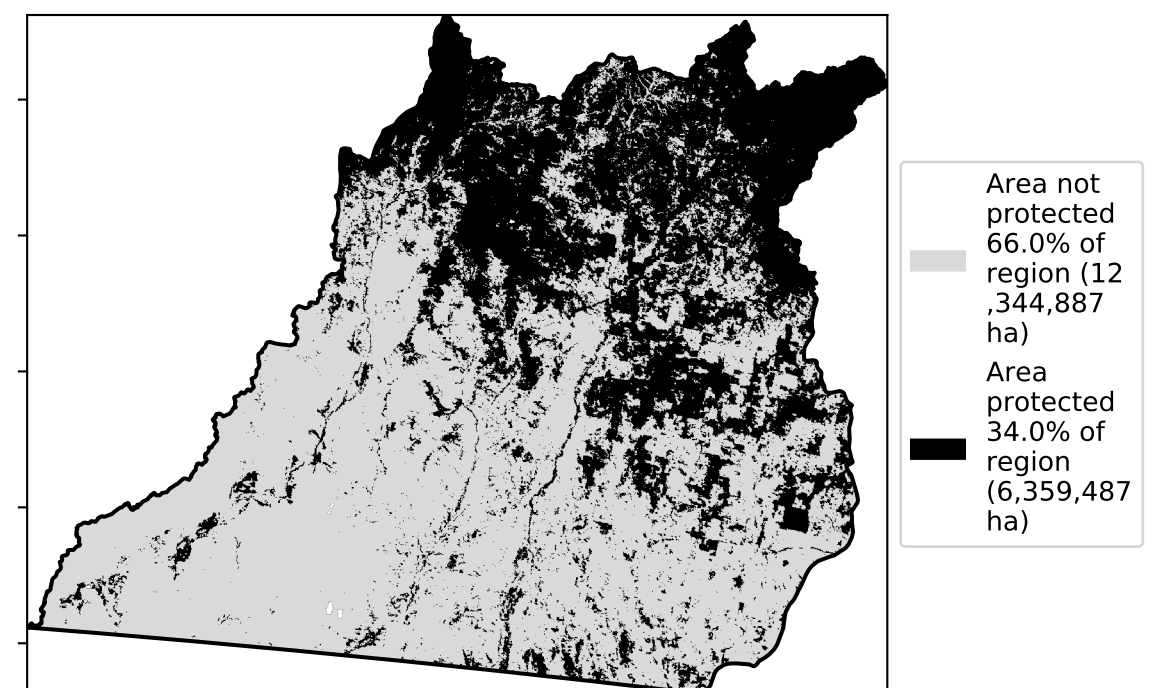 Area not
protected
66.0% of
region (12
,344,887
ha)
Area
protected
34.0% of
region
(6,359,487
ha)